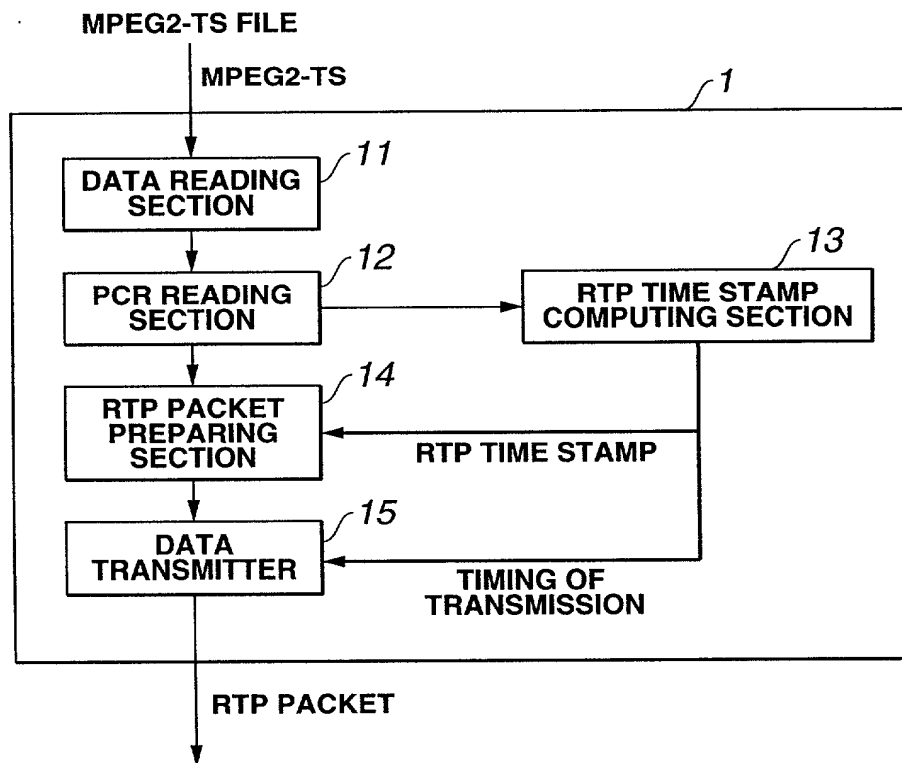 MPEG2-TS FILE
MPEG2-TS
1
11
DATA READING
SECTION
12
PCR READING
SECTION
13
RTP TIME STAMP
COMPUTING SECTION
14
RTP PACKET
PREPARING
SECTION
RTP TIME STAMP
15
DATA
TRANSMITTER
TIMING OF
TRANSMISSION
RTP PACKET